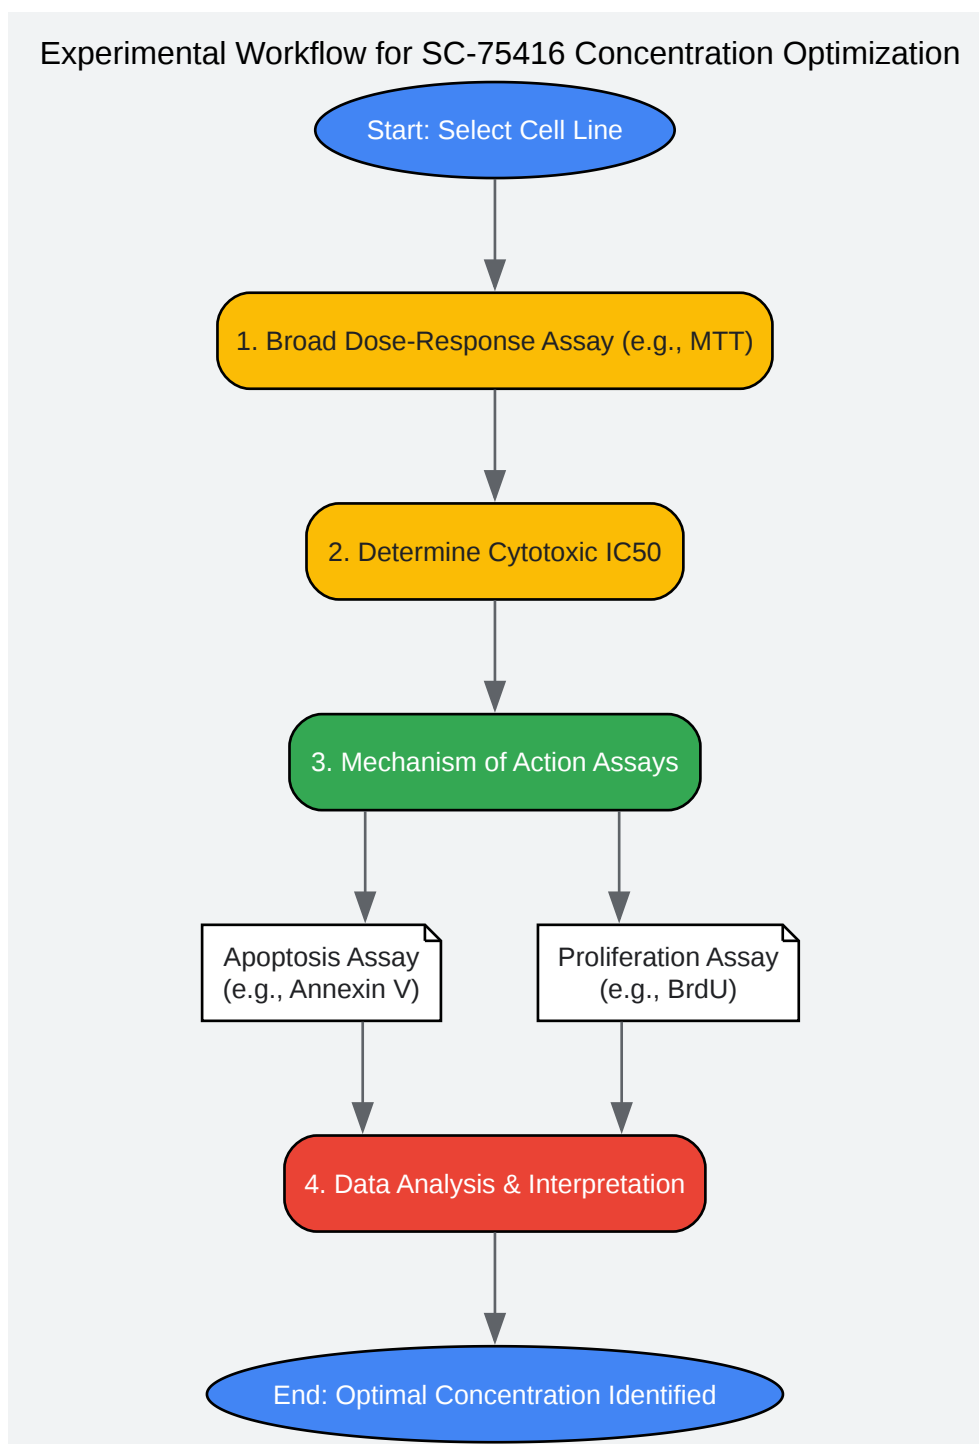 Experimental Workflow for SC-75416 Concentration Optimization
Start: Select Cell Line
1. Broad Dose-Response Assay (e.g., MTT)
2. Determine Cytotoxic IC50
3. Mechanism of Action Assays
Apoptosis Assay
(e.g., Annexin V)
Proliferation Assay
(e.g., BrdU)
4. Data Analysis & Interpretation
End: Optimal Concentration Identified